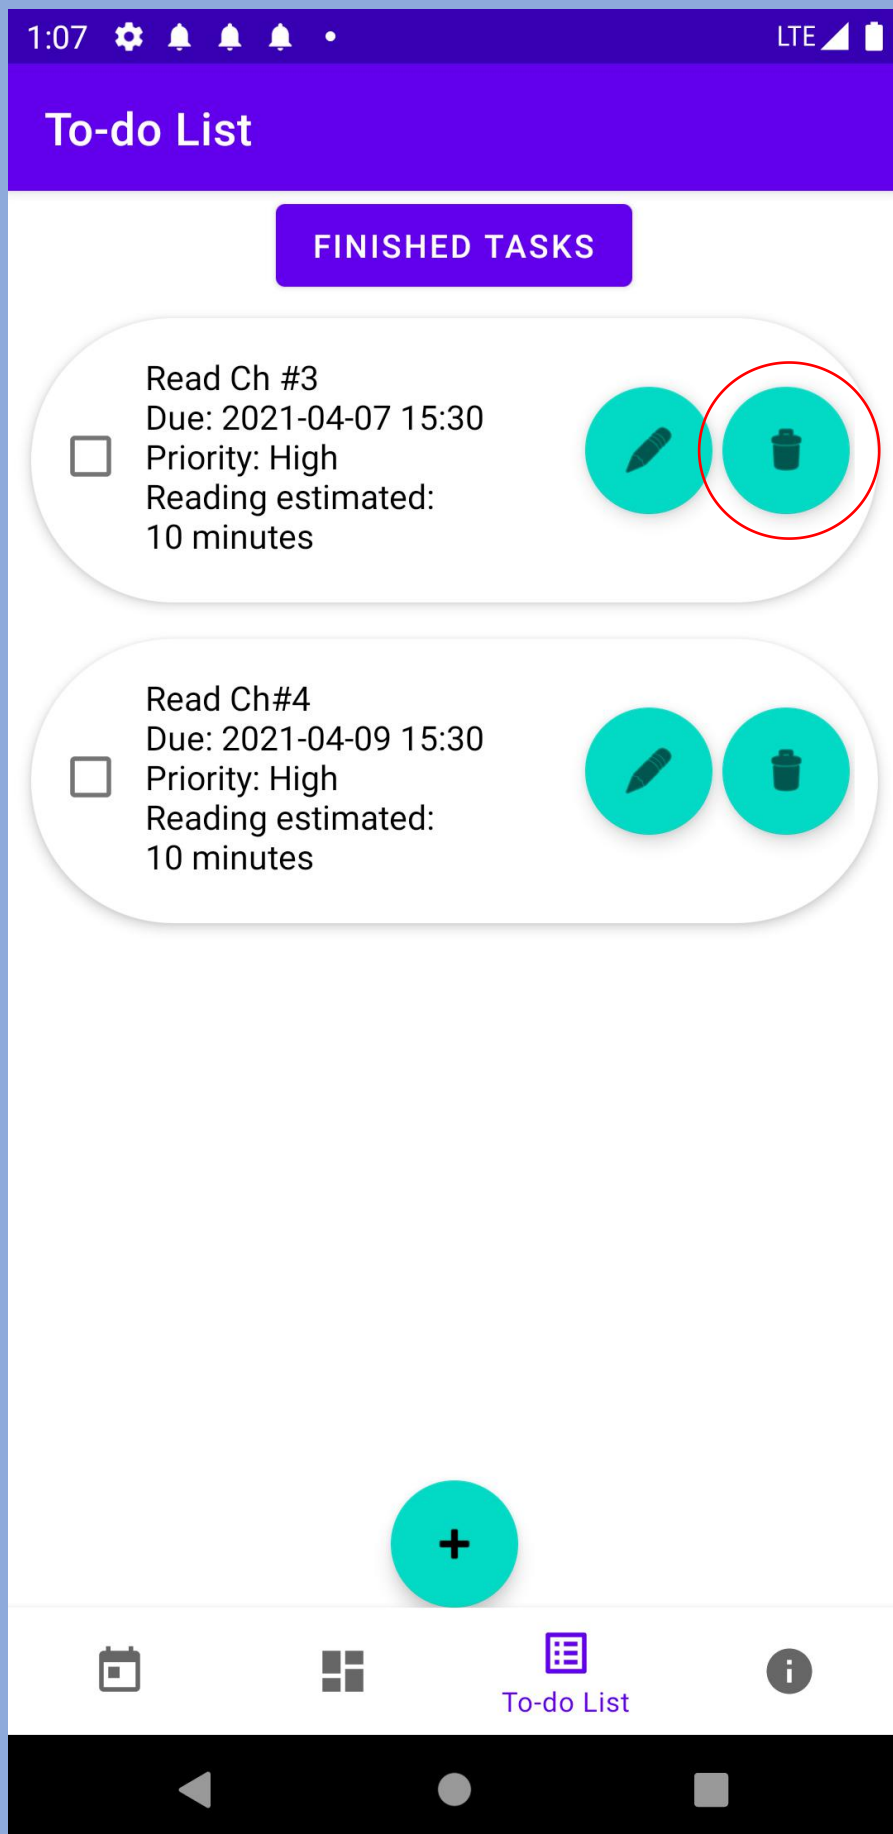 1:07
LTE
To-do List
FINISHED TASKS
Read Ch #3
Due: 2021-04-07 15:30
Priority: High
Reading estimated:
10 minutes
Read Ch#4
Due: 2021-04-09 15:30
Priority: High
Reading estimated:
10 minutes
To-do List